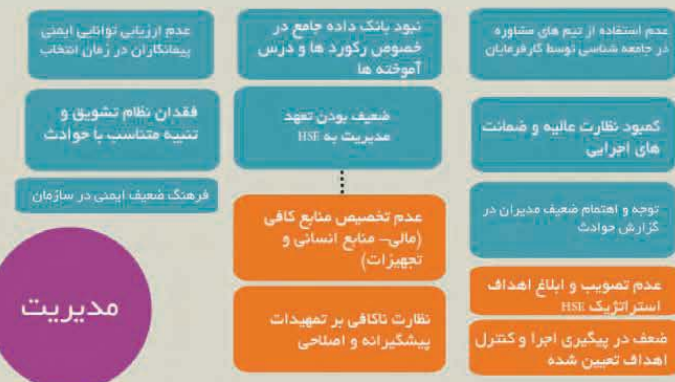 عدم استفاده از تیم های مشاوره
در جامعه شناسی توسط کارفرمایان
کمبود نظارت عالیه و ضمانت
های اجرایی
توجه و اهتمام ضعیف مدیران در
گزارش حوادث
عدم تصویب و ابلاغ اهداف
استراتژیک HSE
ضعف در پیگیری اجرا و کنترل
اهداف تعیین شده
نبود بانک داده جامع در
خصوص رکورد ها و درس
آموخته ها
ضعیف بودن تعهد
مدیریت به HSE
عدم تخصیص منابع کافی
(مالی– منابع انسانی و
تجهیزات)
نظارت ناکافی بر تمهیدات
پیشگیرانه و اصلاحی
عدم ارزیابی توانایی ایمنی
پیمانکاران در زمان انتخاب
فقدان نظام تشویق و
تنبیه متناسب با حوادث
فرهنگ ضعیف ایمنی در سازمان
مدیریت